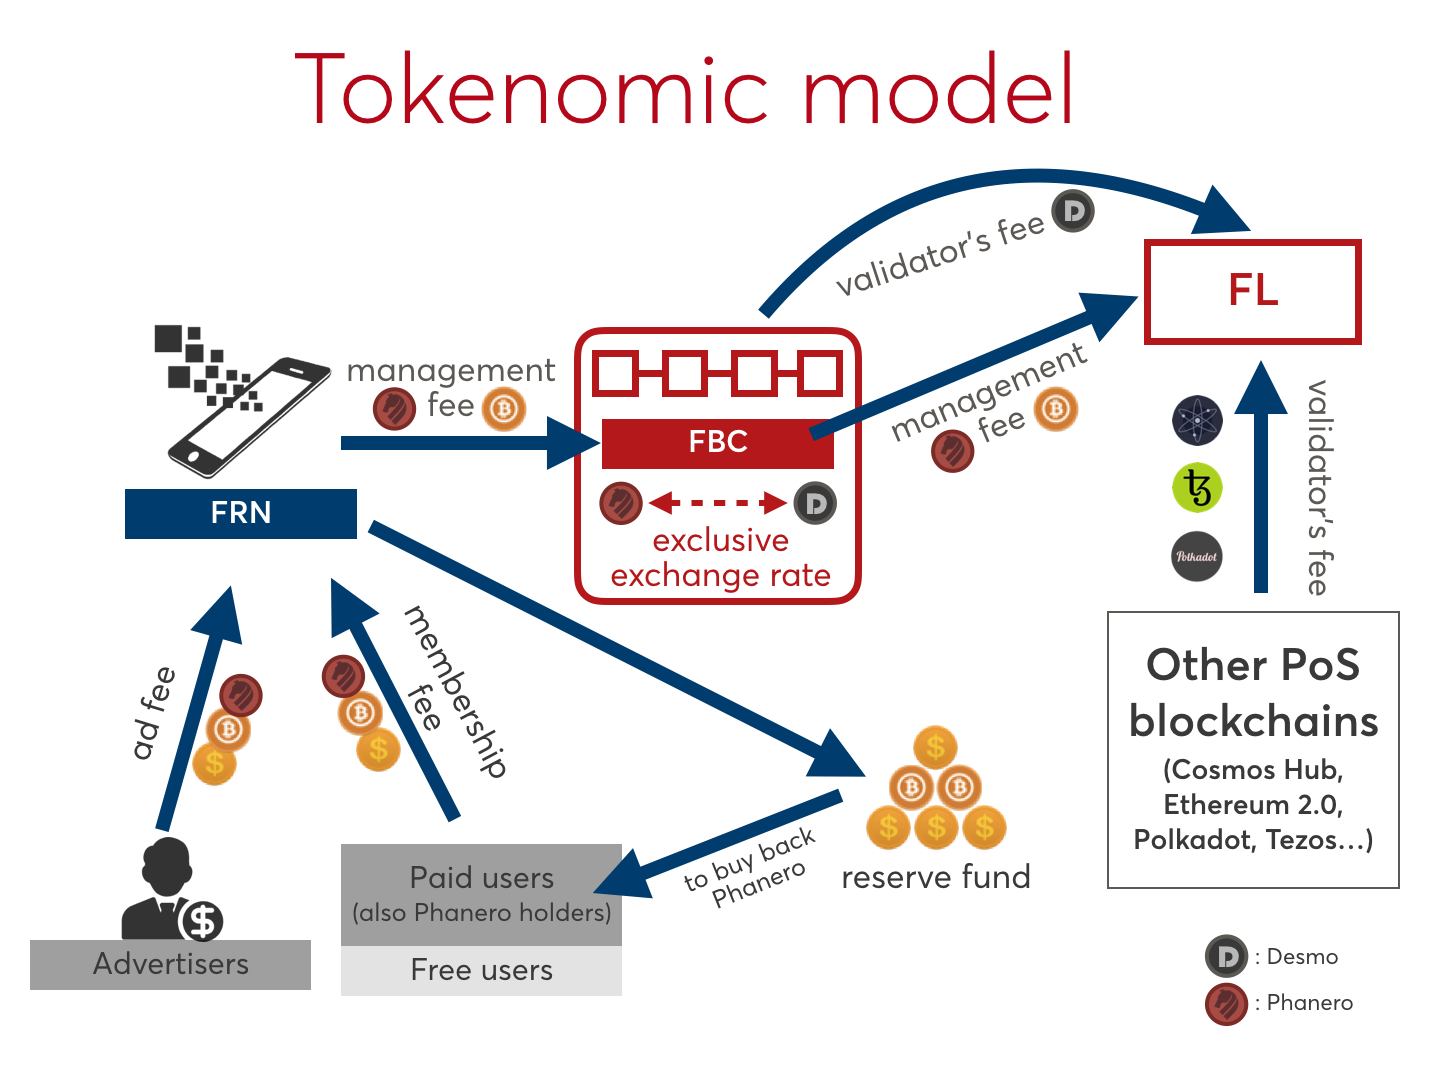 Tokenomic model
validator's fee
D
FL
management
fee
FBC
D
exclusive
exchange rate
management
fee
validator's fee
Polkadot
FRN
ad fee
membership
fee
$
$
$
$ $ $
reserve fund
to buy back
Phanero
Other PoS
blockchains
(Cosmos Hub,
Ethereum 2.0,
Polkadot, Tezos...)
$
Advertisers
Paid users
(also Phanero holders)
Free users
D : Desmo
: Phanero